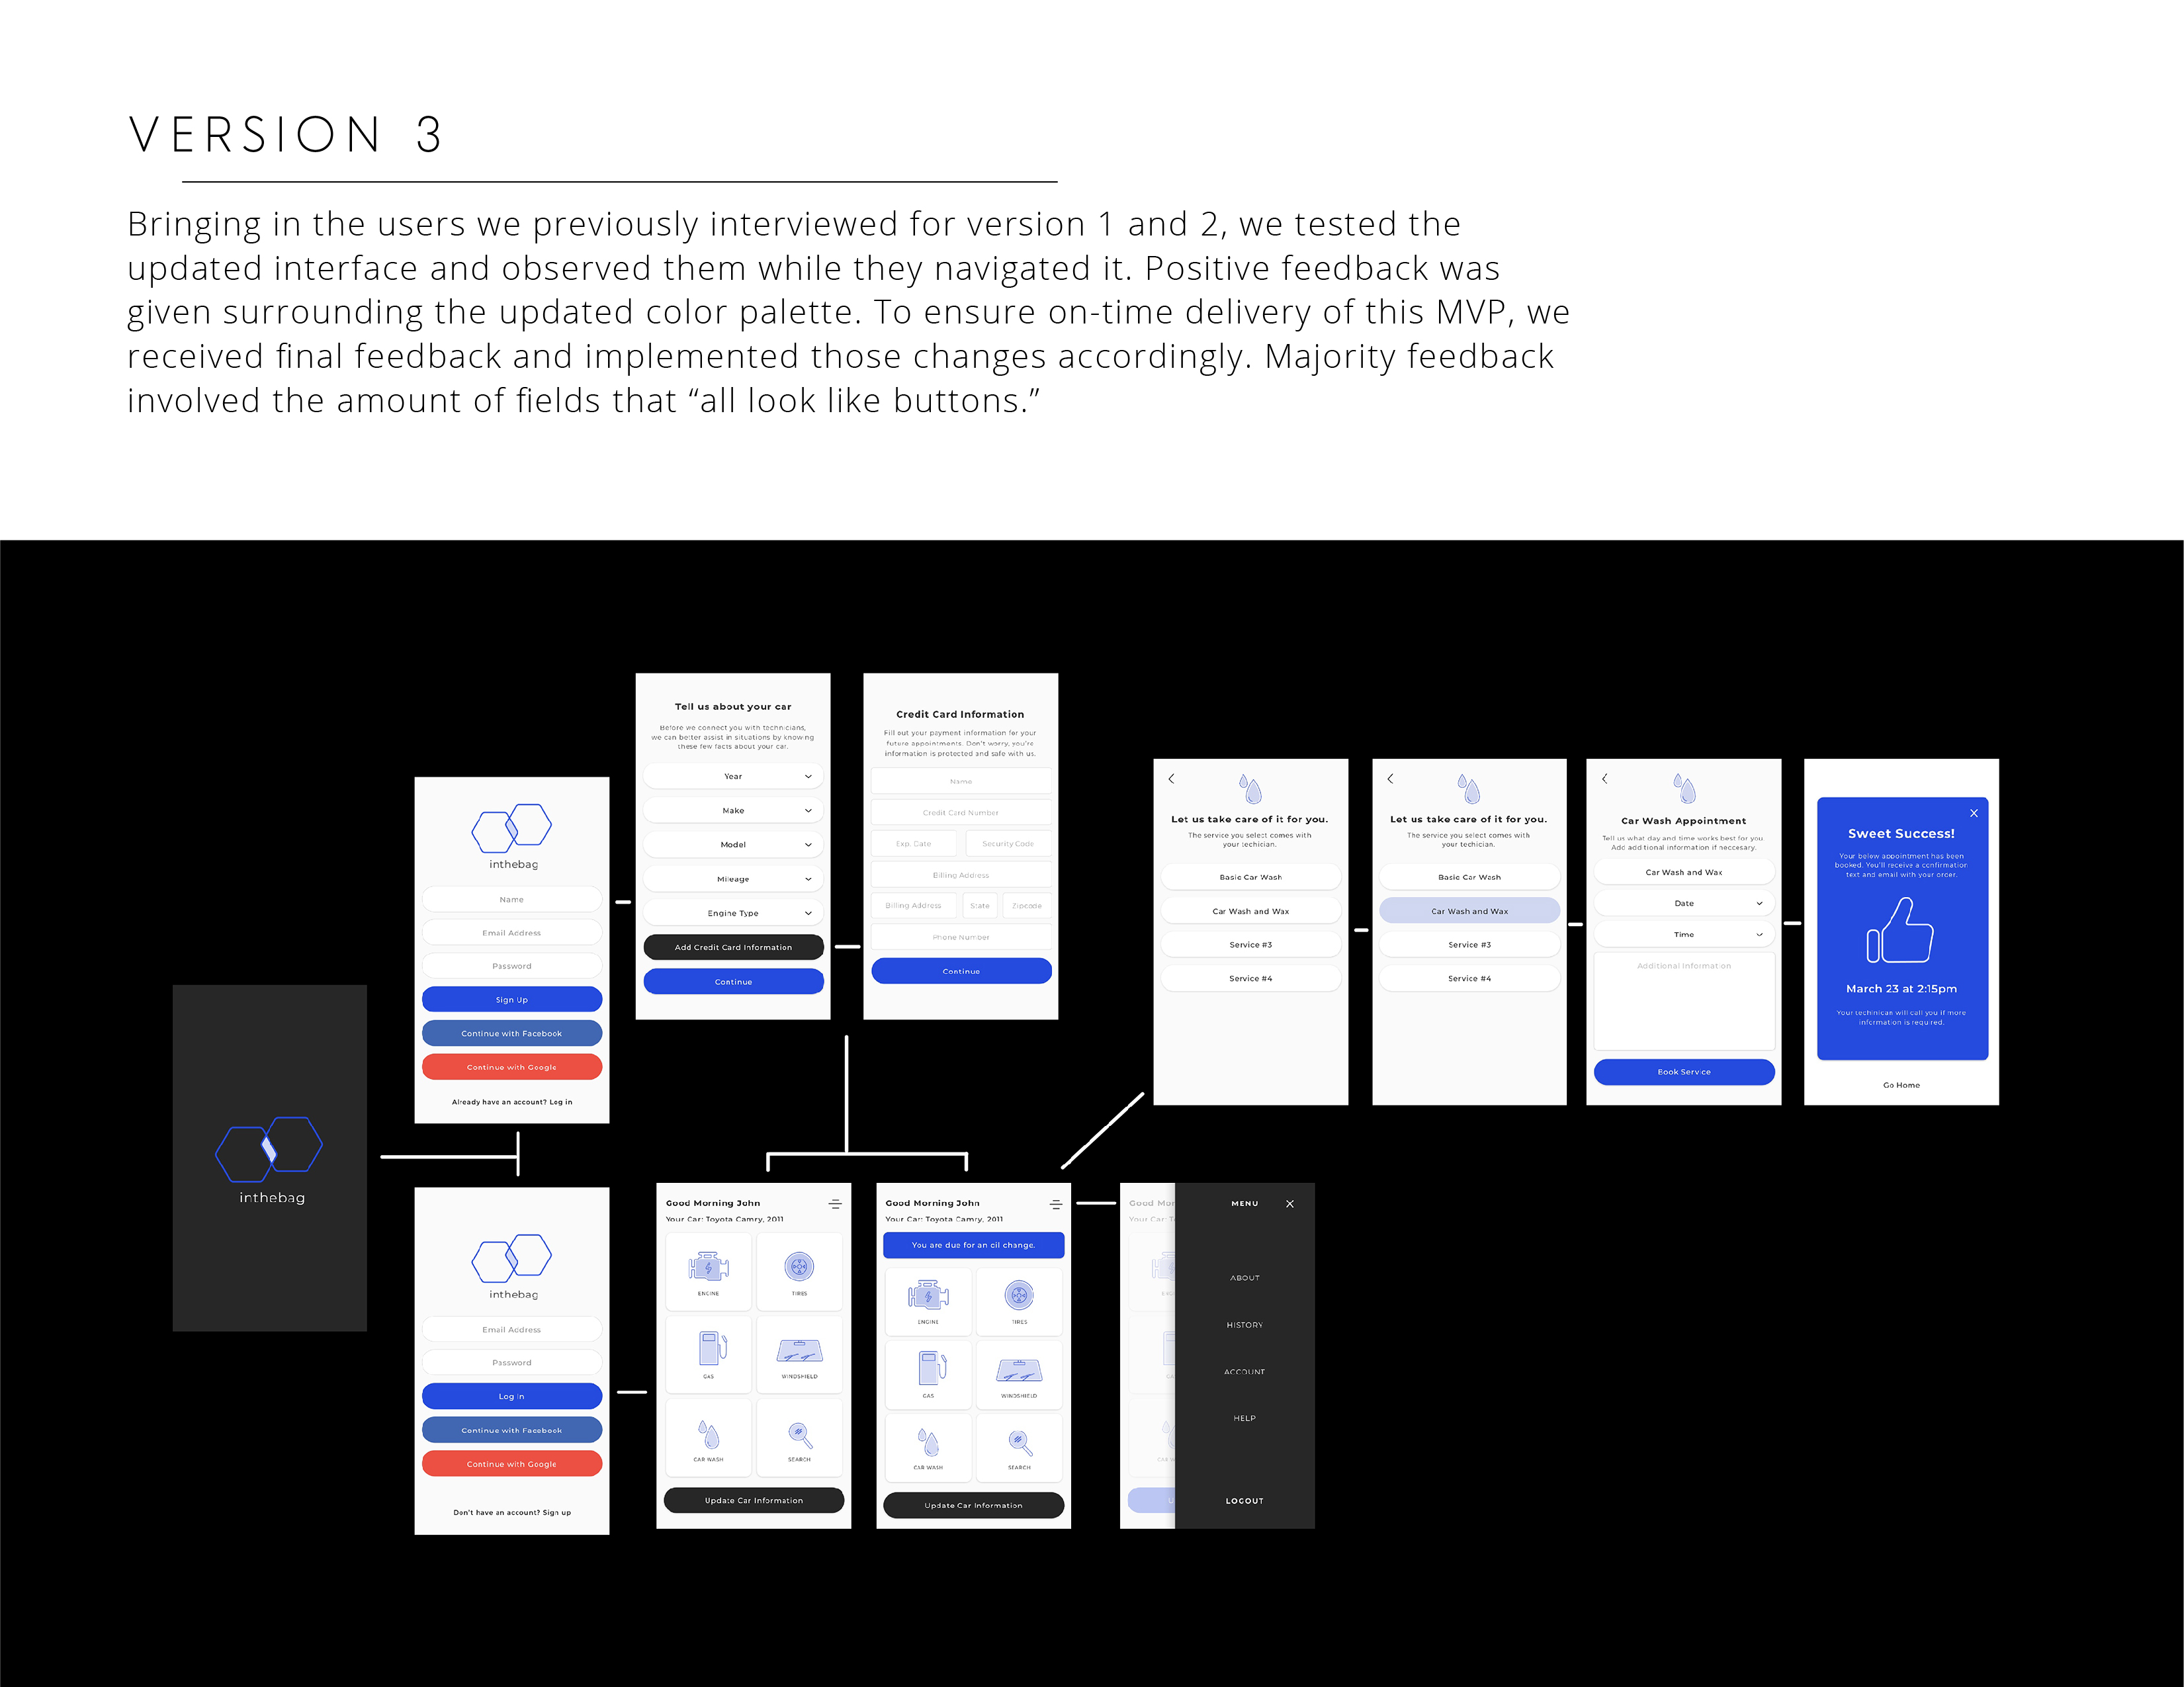 VERSION 3
Bringing in the users we previously interviewed for version 1 and 2, we tested the
updated interface and observed them while they navigated it. Positive feedback was
given surrounding the updated color palette. To ensure on-time delivery of this MVP, we
received final feedback and implemented those changes accordingly. Majority feedback
involved the amount of fields that “all look like buttons.”
inthebag
inthebag
Name
Email Address
Password
Sign Up
Continue with Facebook
Continue with Google
Already have an account? Log in
inthebag
Email Address
Password
Log In
Continue with Facebook
Continue with Google
Don't have an account? Sign up
Tell us about your car
Before we connect you with technicians,
we can better assist in situations by knowing
these few facts about your car.
Year
Make
Model
Mileage
Engine Type
Add Credit Card Information
Continue
Credit Card Information
Fill out your payment information for your
future appointments. Don't worry, you're
information is protected and safe with us.
Name
Credit Card Number
Exp. Date
Security Code
Billing Address
Billing Address
State
Zipcode
Phone Number
Continue
Good Morning John
Your Car: Toyota Camry, 2011
ENGINE
TIRES
GAS
WINDSHIELD
CAR WASH
SEARCH
Update Car Information
Good Morning John
Your Car: Toyota Camry, 2011
You are due for an oil change.
ENGINE
TIRES
GAS
WINDSHIELD
CAR WASH
SEARCH
Update Car Information
Good Mor
Your Car: T
MENU
ABOUT
HISTORY
ACCOUNT
HELP
LOGOUT
Let us take care of it for you.
The service you select comes with
your techician.
Basic Car Wash
Car Wash and Wax
Service #3
Service #4
Let us take care of it for you.
The service you select comes with
your techician.
Basic Car Wash
Car Wash and Wax
Service #3
Service #4
Car Wash Appointment
Tell us what day and time works best for you
Add additional information if neccesary.
Car Wash and Wax
Date
Time
Additional Information
Book Service
Sweet Success!
Your below appointment has been
booked. You'll receive a confirmation
text and email with your order.
March 23 at 2:15pm
Your techinican will call you if more
information is required.
Go Home